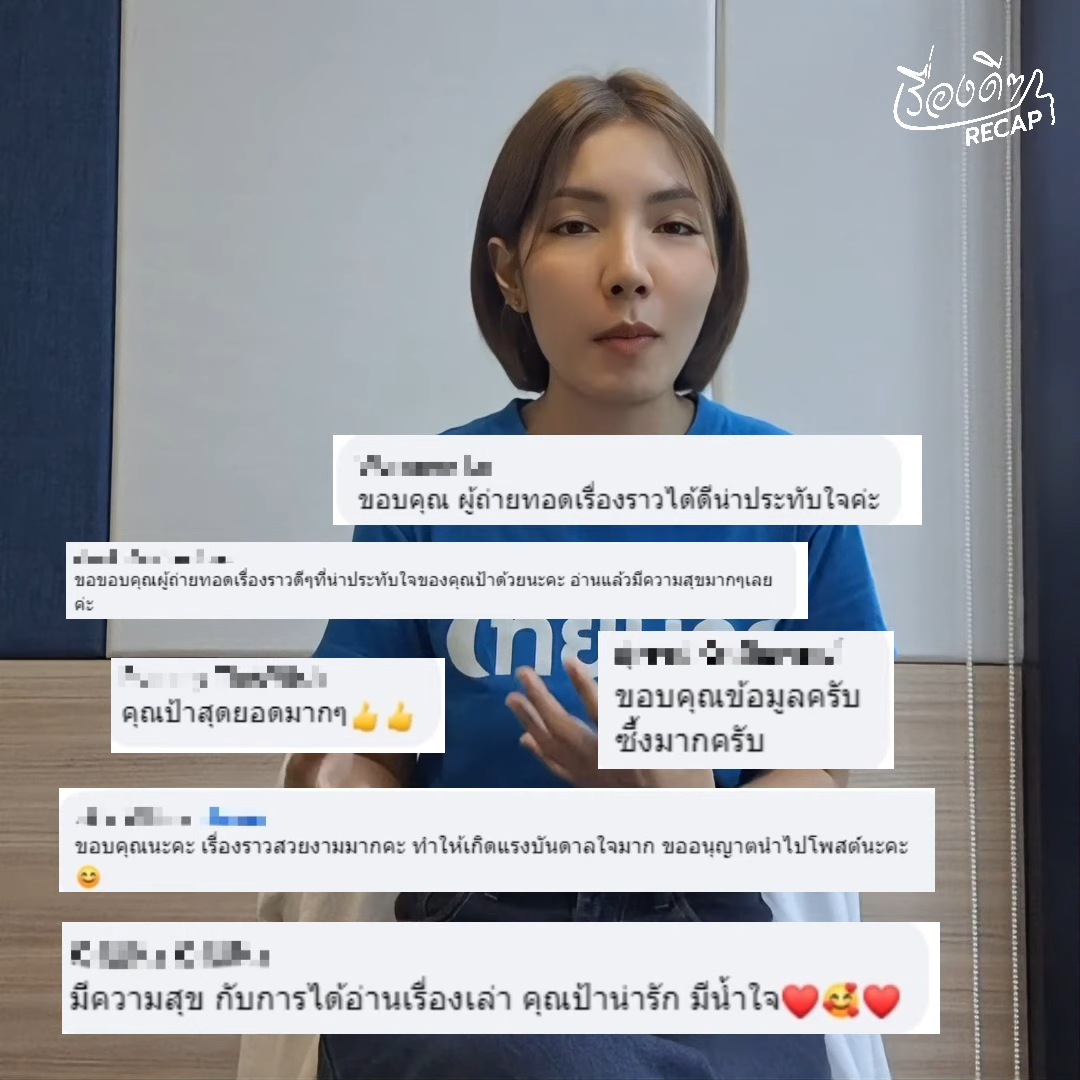 เรื่องดีๆ
RECAP
ขอบคุณ ผู้ถ่ายทอดเรื่องราวได้ดีน่าประทับใจค่ะ
ขอขอบคุณผู้ถ่ายทอดเรื่องราวดีๆที่น่าประทับใจของคุณป้าด้วยนะคะ อ่านแล้วมีความสุขมากๆเลย
ค่ะ
คุณป้าสุดยอดมากๆ👍👍
ขอบคุณข้อมูลครับ
ซึ้งมากครับ
ขอบคุณนะคะ เรื่องราวสวยงามมากคะ ทำให้เกิดแรงบันดาลใจมาก ขออนุญาตนำไปโพสต์นะคะ
😊
มีความสุข กับการได้อ่านเรื่องเล่า คุณป้าน่ารัก มีน้ำใจ❤️🥰❤️